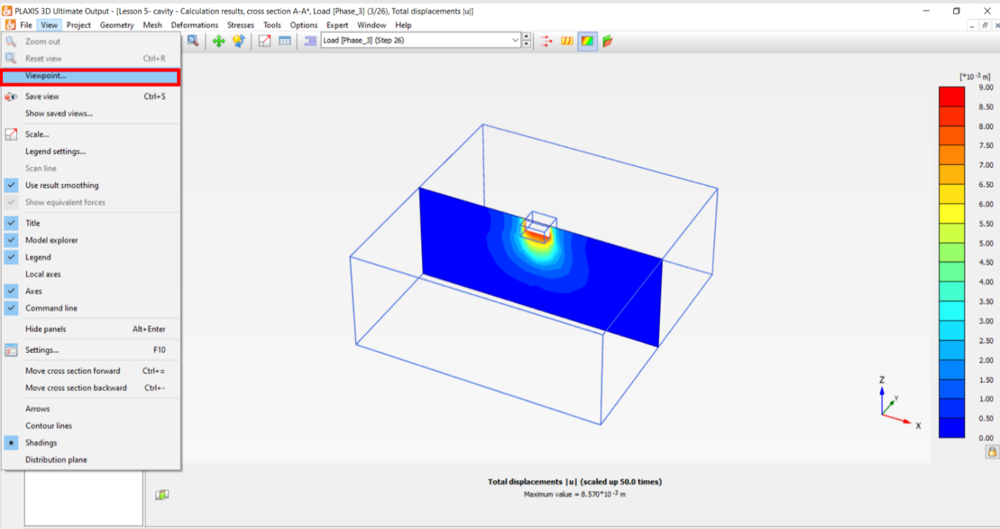 PLAXIS 3D Ultimate Output - [Lesson 5- cavity - Calculation results, cross section A-A*, Load [Phase_3] (3/26), Total displacements |u|]
File View Project Geometry Mesh Deformations Stresses Tools Options Expert Window Help
Load [Phase_3] (Step 26)
Zoom out
Reset view Ctrl+R
Viewpoint...
Save view Ctrl+S
Show saved views...
Scale...
Legend settings...
Scan line
Use result smoothing
Show equivalent forces
Title
Model explorer
Legend
Local axes
Axes
Command line
Hide panels Alt+Enter
Settings... F10
Move cross section forward Ctrl+=
Move cross section backward Ctrl+-
Arrows
Contour lines
Shadings
Distribution plane
Z
Y
X
[*10⁻³ m]
9.00
8.50
8.00
7.50
7.00
6.50
6.00
5.50
5.00
4.50
4.00
3.50
3.00
2.50
2.00
1.50
1.00
0.50
0.00
Total displacements |u| (scaled up 50.0 times)
Maximum value = 8.570*10⁻³ m